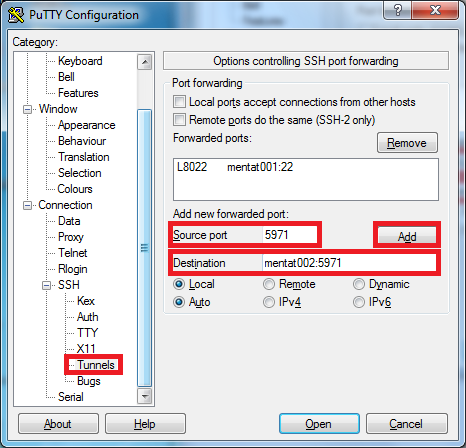 PuTTY Configuration
Category:
Keyboard
Bell
Features
Window
Appearance
Behaviour
Translation
Selection
Colours
Connection
Data
Proxy
Telnet
Rlogin
SSH
Kex
Auth
TTY
X11
Tunnels
Bugs
Serial
Options controlling SSH port forwarding
Port forwarding
Local ports accept connections from other hosts
Remote ports do the same (SSH-2 only)
Forwarded ports:
Remove
L8022 mentat001:22
Add new forwarded port:
Source port 5971 Add
Destination mentat002:5971
Local Remote Dynamic
Auto IPv4 IPv6
About Help Open Cancel